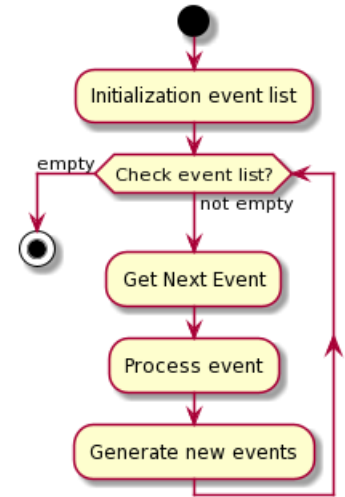 Initialization event list
Check event list?
empty
not empty
Get Next Event
Process event
Generate new events